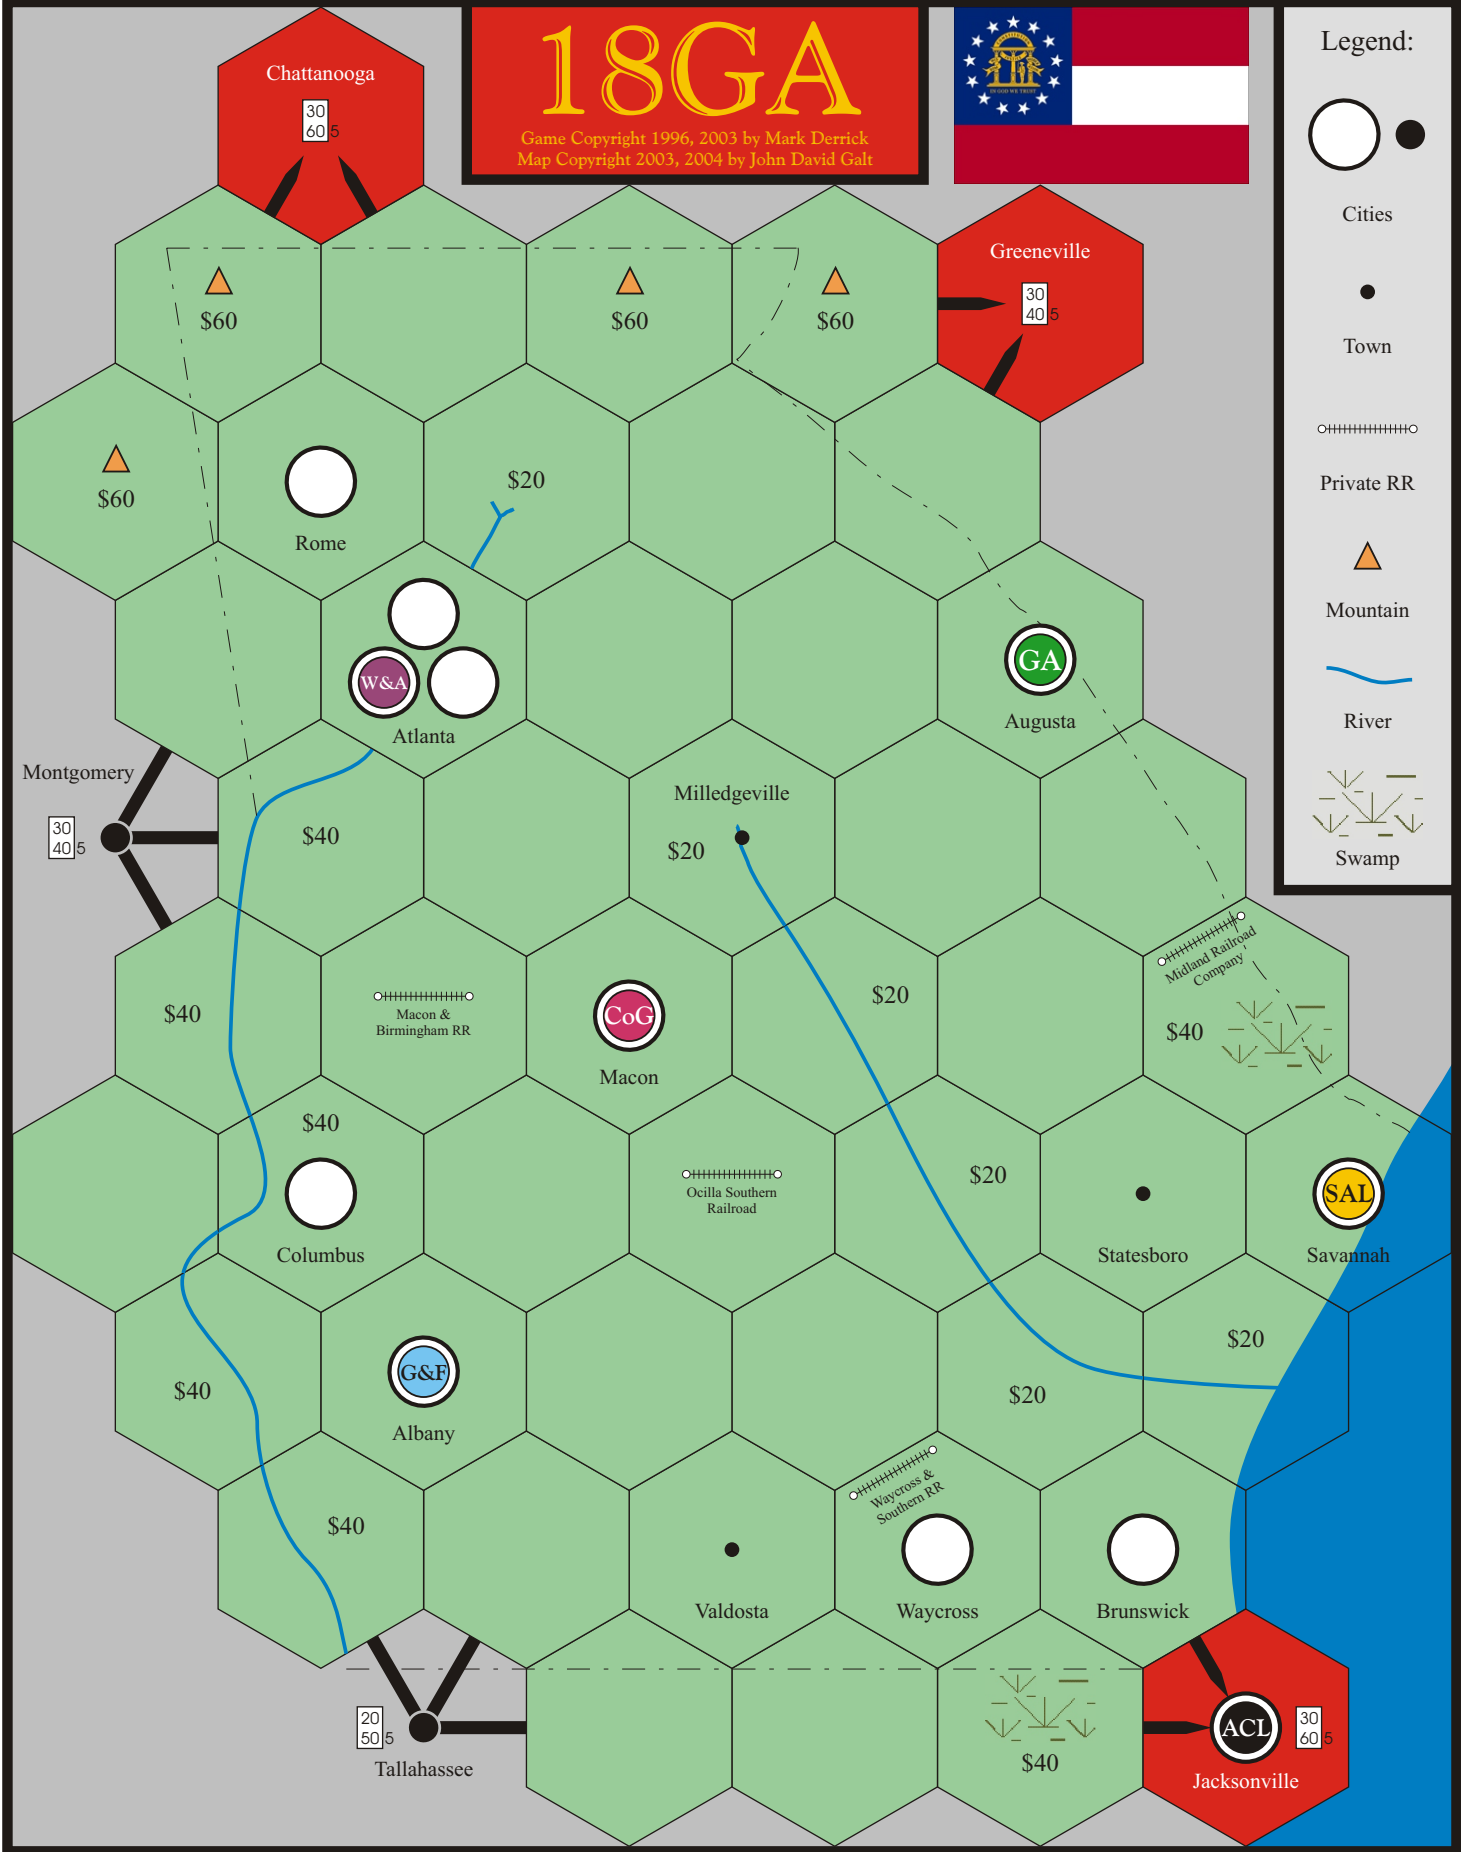 18GA
Game Copyright 1996, 2003 by Mark Derrick
Map Copyright 2003, 2004 by John David Galt
IN GOD WE TRUST
Legend:
Cities
Town
Private RR
Mountain
River
Swamp
Chattanooga
30
60 5
Greeneville
30
40 5
$60
$60
$60
$60
Rome
$20
W&A
Atlanta
GA
Augusta
Montgomery
30
40 5
$40
Milledgeville
$20
$40
Macon &
Birmingham RR
CoG
Macon
$20
Midland Railroad
Company
$40
$40
Columbus
Ocilla Southern
Railroad
$20
Statesboro
SAL
Savannah
$40
G&F
Albany
$20
$20
$40
Valdosta
Waycross &
Southern RR
Waycross
Brunswick
20
50 5
Tallahassee
$40
ACL
30
60 5
Jacksonville